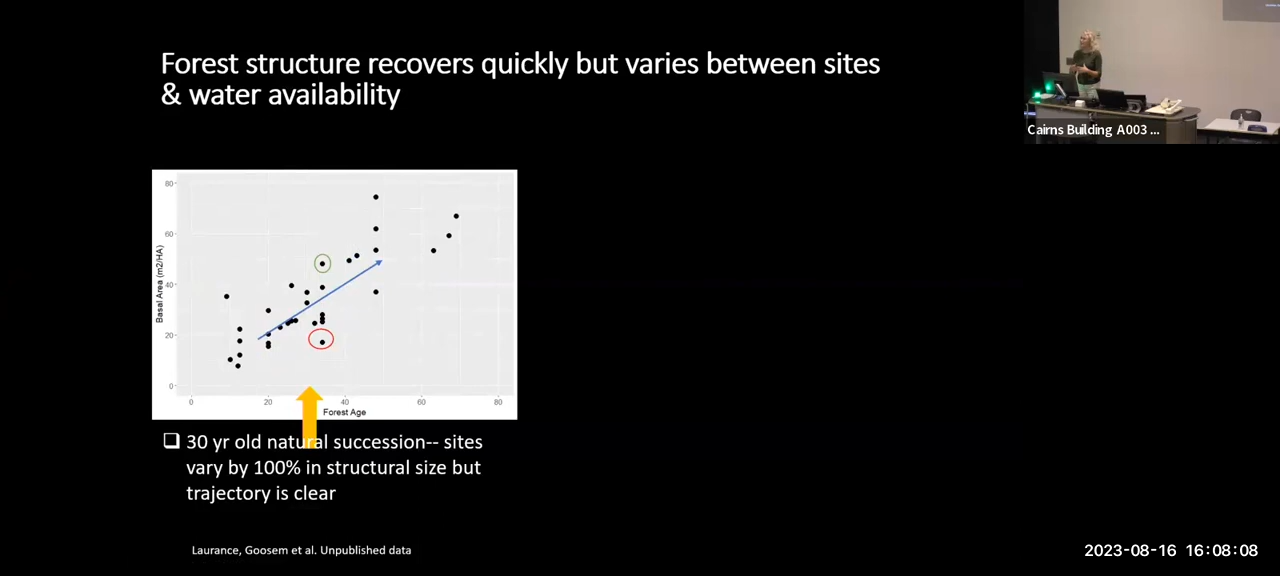 Forest structure recovers quickly but varies between sites
& water availability
Cairns Building A003 ...
80
60
40
20
0
Basal Area (m2/HA)
0 20 40 60 80
Forest Age
30 yr old natural succession-- sites
vary by 100% in structural size but
trajectory is clear
Laurance, Goosem et al. Unpublished data
2023-08-16 16:08:08